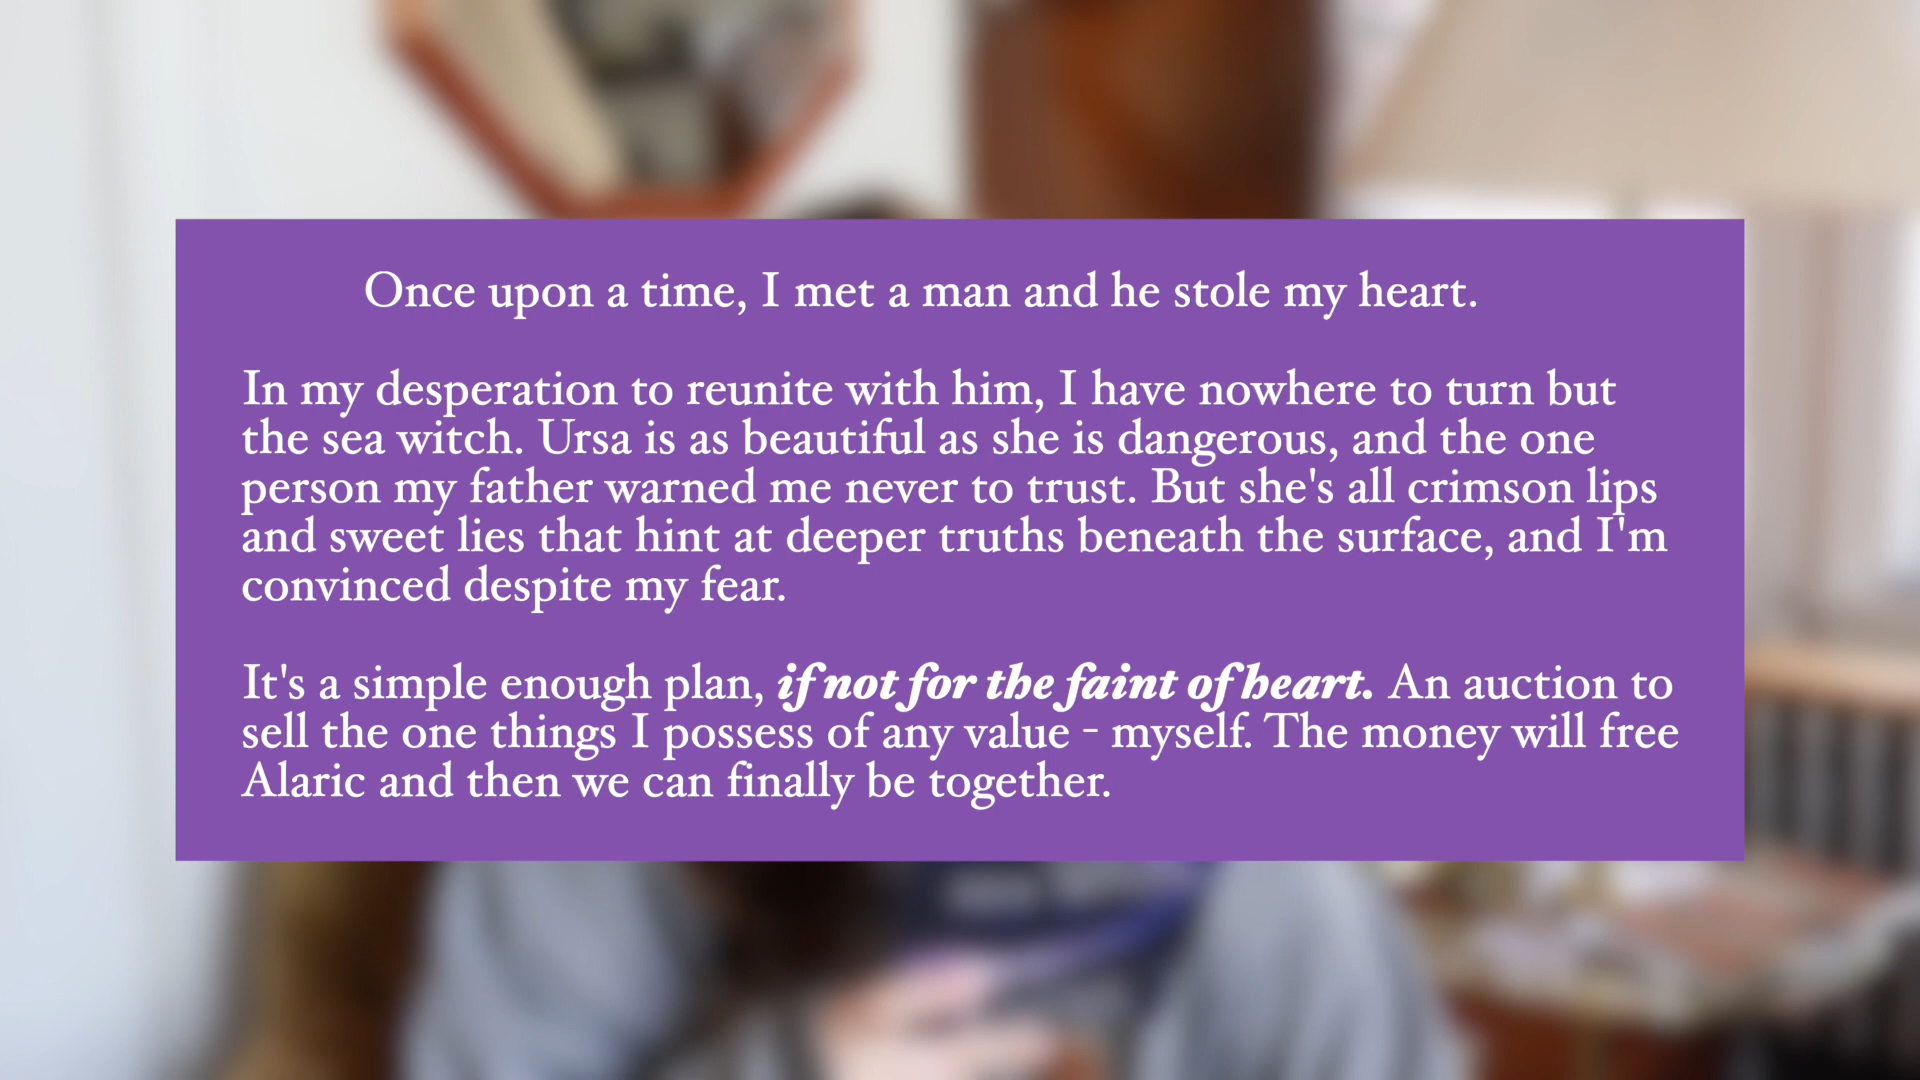 Once upon a time, I met a man and he stole my heart.
In my desperation to reunite with him, I have nowhere to turn but
the sea witch. Ursa is as beautiful as she is dangerous, and the one
person my father warned me never to trust. But she's all crimson lips
and sweet lies that hint at deeper truths beneath the surface, and I'm
convinced despite my fear.
It's a simple enough plan, if not for the faint of heart. An auction to
sell the one things I possess of any value - myself. The money will free
Alaric and then we can finally be together.